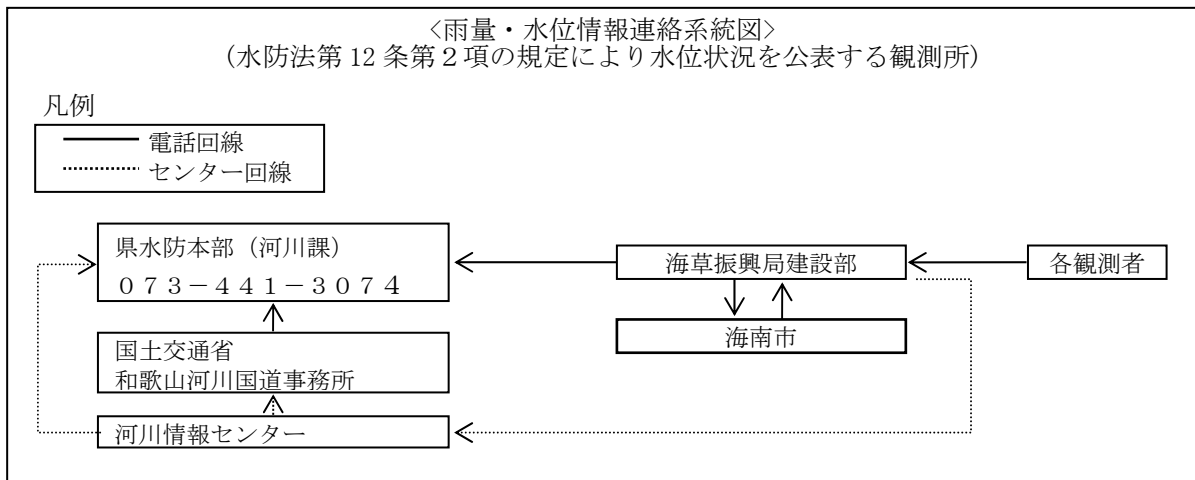 <雨量・水位情報連絡系統図>
(水防法第 12 条第２項の規定により水位状況を公表する観測所)
凡例
電話回線
センター回線
県水防本部（河川課）
０７３－４４１－３０７４
海草振興局建設部
各観測者
海南市
国土交通省
和歌山河川国道事務所
河川情報センター